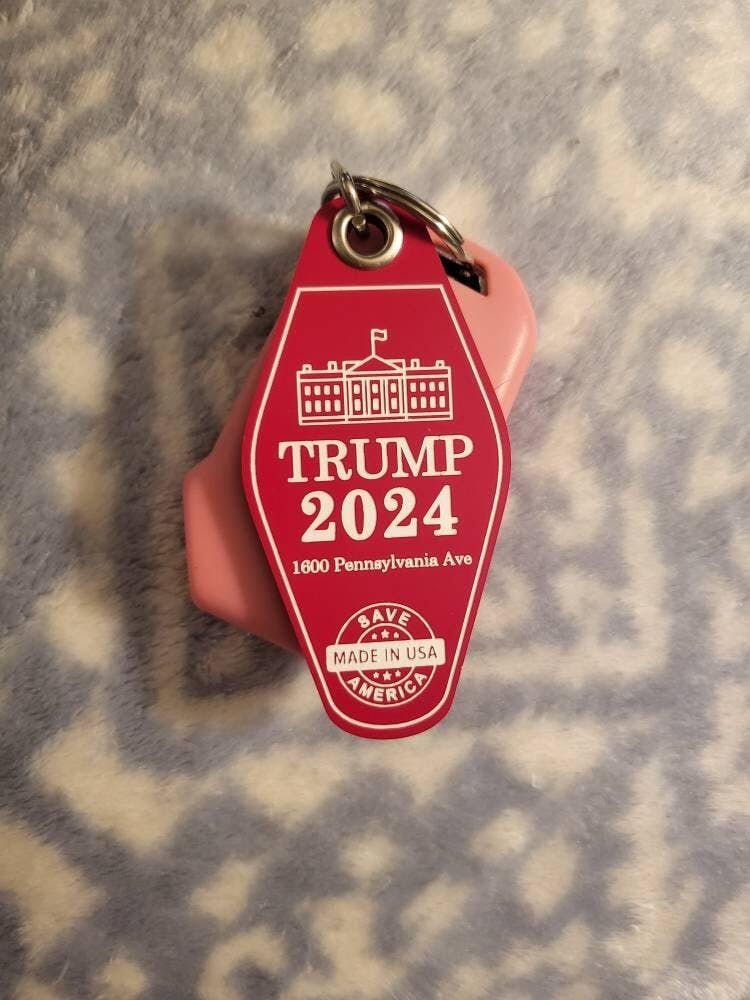 TRUMP
2024
1600 Pennsylvania Ave
SAVE
MADE IN USA
AMERICA